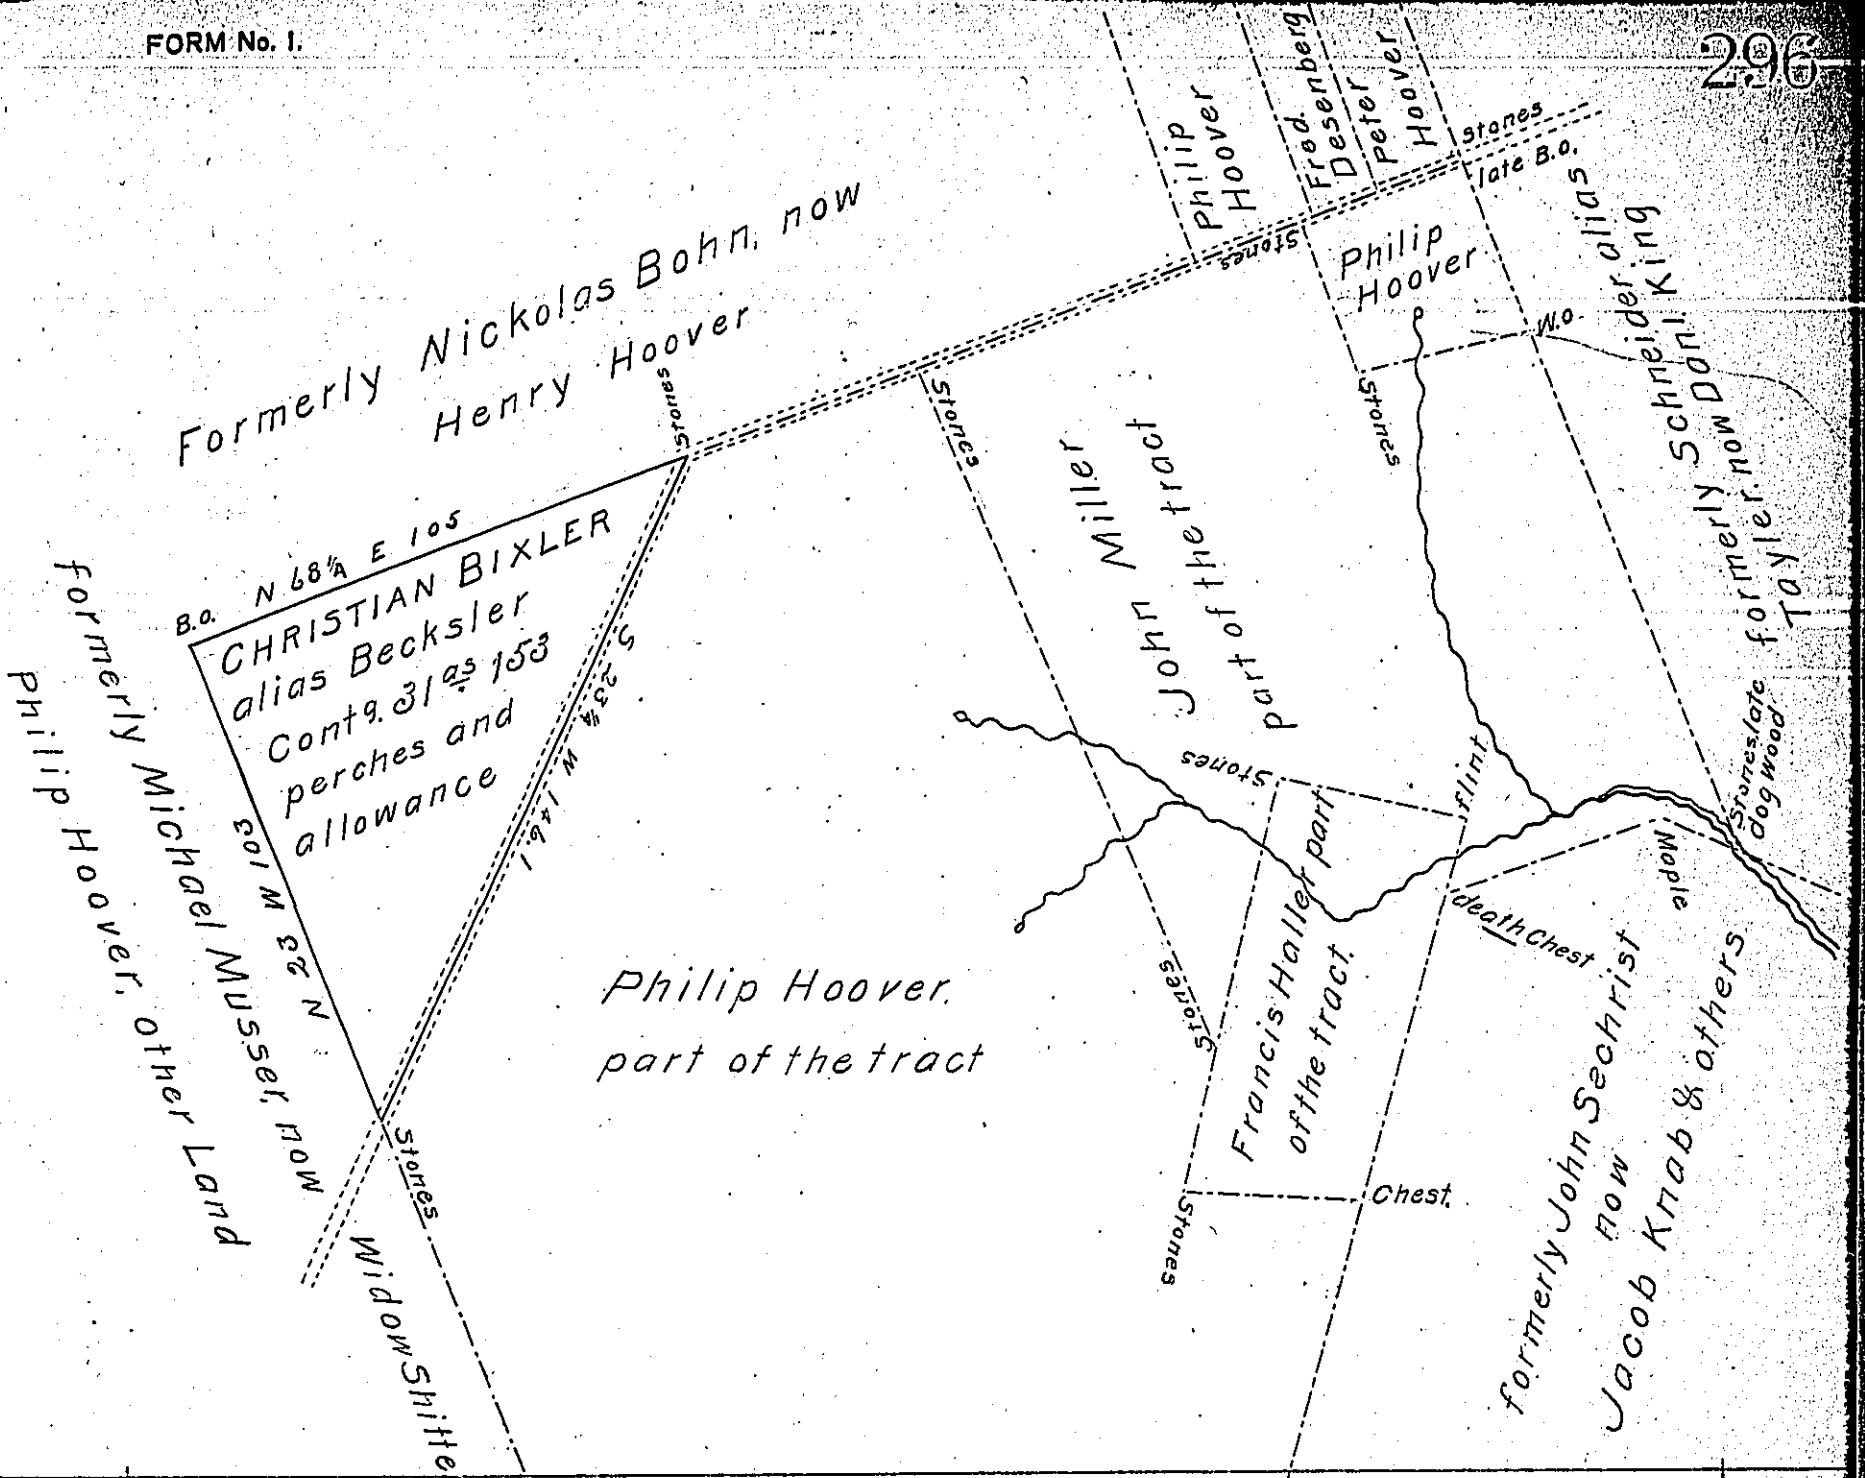 FORM No. 1.
296
Philip
Hoover
Fred.
Desenberg
Peter
Hoover
Stones
late B.O.
Stones
Philip
Hoover
W.O.
Stones
Formerly Nickolas Bohn, now
Henry Hoover
Stones
Stones
Stones
formerly Schneider alias
Tayler. now Danl. King
B.O.
N 68¼ E 105
CHRISTIAN BIXLER
alias Becksler
Contg. 31 as 153
perches and
allowance
S 23¼ W 146.1
N 23 W 103
formerly Michael Musser, now
Philip Hoover, other Land
John Miller
part of the tract
Stones
flint
Stones, late
dogwood
Maple
death Chest
Francis Haller part
of the tract.
Stones
Philip Hoover.
part of the tract
Stones
Chest.
Stones
Widow
formerly John Sechrist
now
Jacob Knab & others